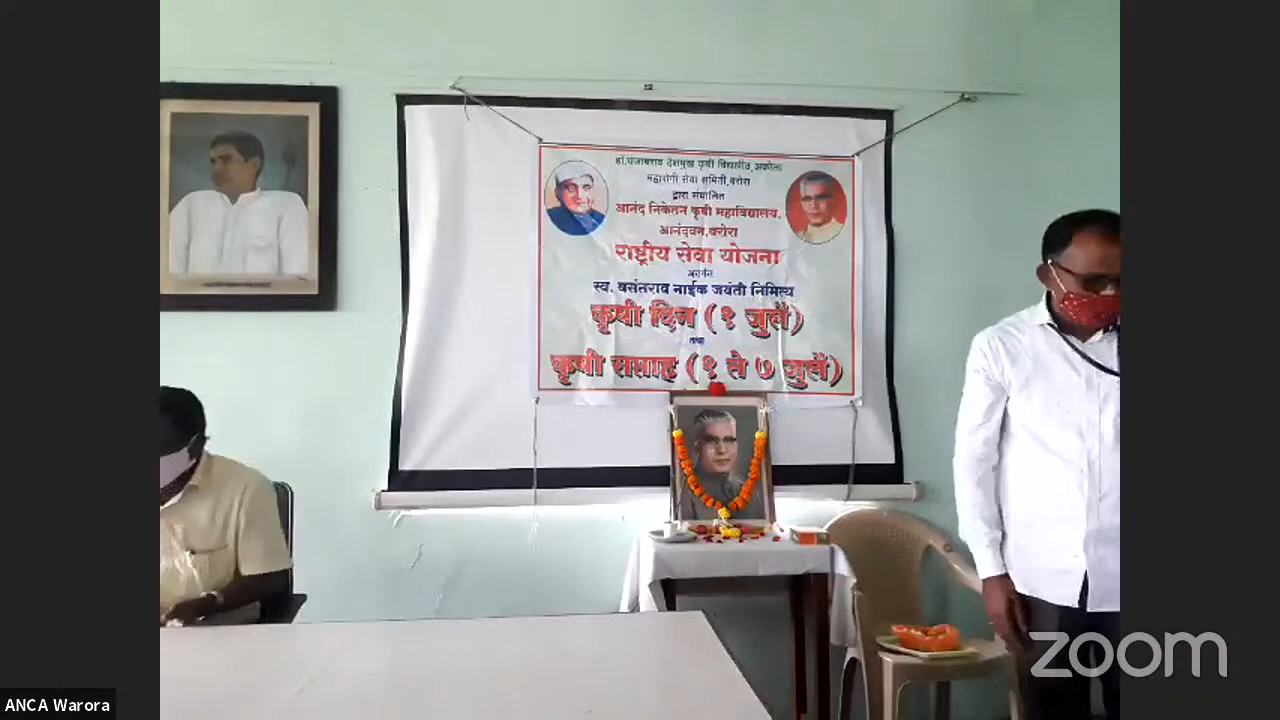 डॉ.पंजाबराव देशमुख कृषी विद्यापीठ,अकोला
महारोगी सेवा समिती,वरोरा
द्वारा संचालित
आनंद निकेतन कृषी महाविद्यालय,
आनंदवन,वरोरा
राष्ट्रीय सेवा योजना
अंतर्गत
स्व. वसंतराव नाईक जयंती निमित्य
कृषी दिन (१ जुलै)
तथा
कृषी सप्ताह (१ ते ७ जुलै)
zoom
ANCA Warora